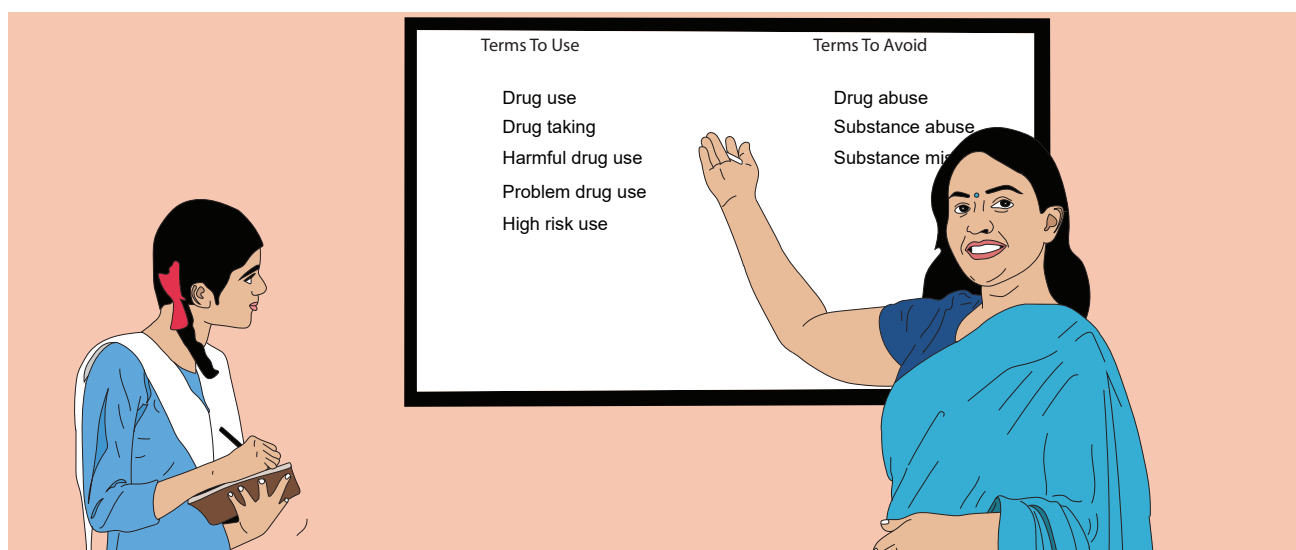 Terms To Use
Drug use
Drug taking
Harmful drug use
Problem drug use
High risk use
Terms To Avoid
Drug abuse
Substance abuse
Substance